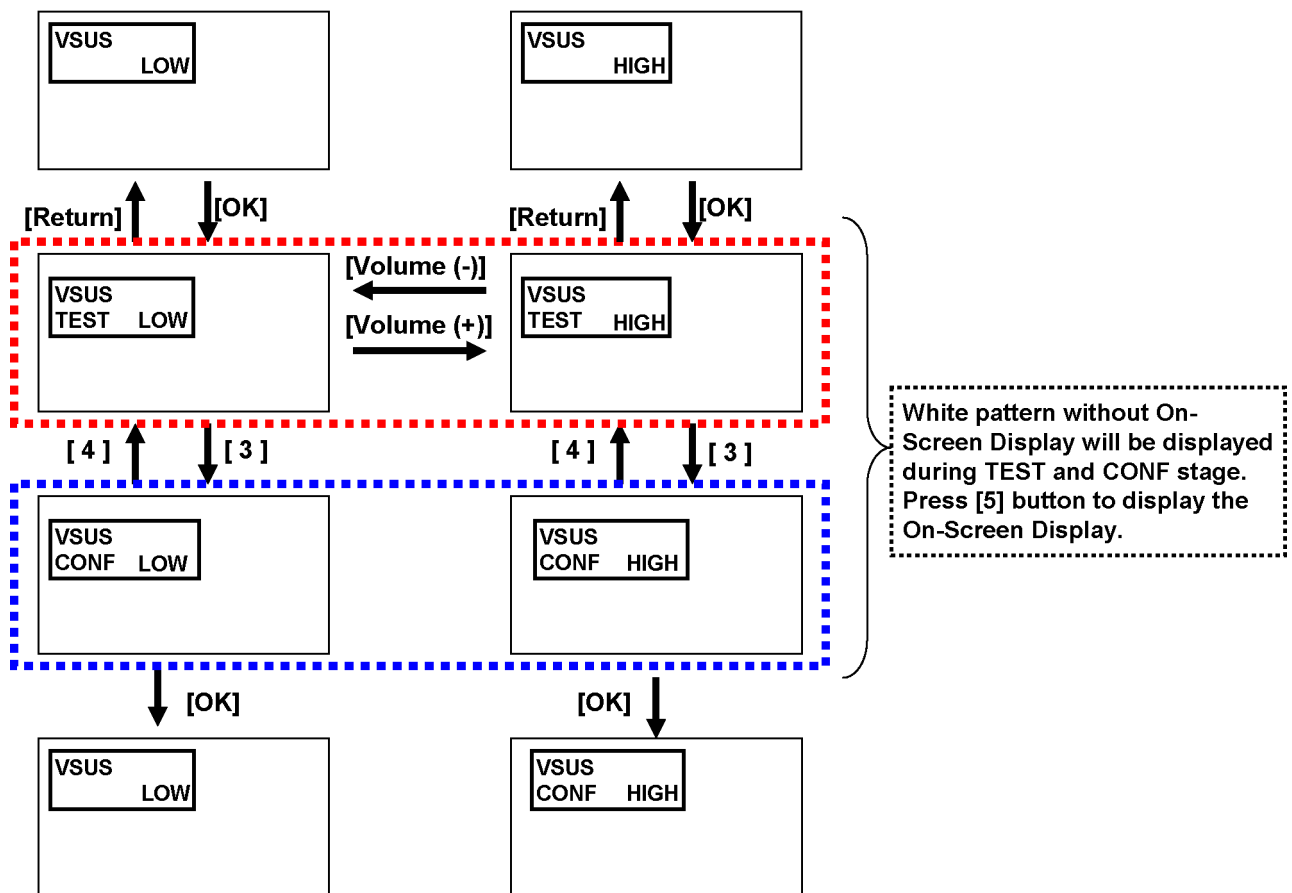 VSUS
LOW
VSUS
HIGH
[Return]
[OK]
[Return]
[OK]
VSUS
TEST LOW
[Volume (-)]
[Volume (+)]
VSUS
TEST HIGH
[ 4 ]
[ 3 ]
[ 4 ]
[ 3 ]
White pattern without On-
Screen Display will be displayed
during TEST and CONF stage.
Press [5] button to display the
On-Screen Display.
VSUS
CONF LOW
VSUS
CONF HIGH
[OK]
[OK]
VSUS
LOW
VSUS
CONF HIGH